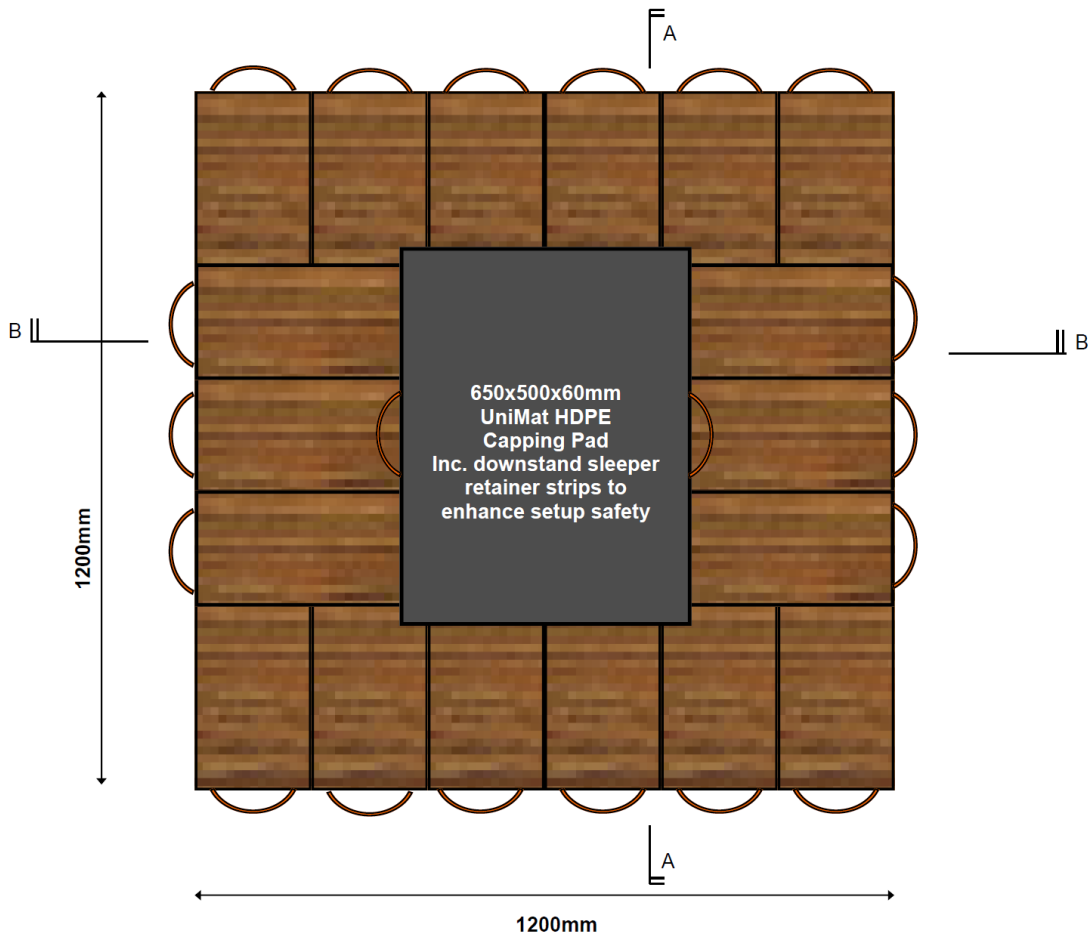 A
B
B
650x500x60mm
UniMat HDPE
Capping Pad
Inc. downstand sleeper
retainer strips to
enhance setup safety
1200mm
A
1200mm